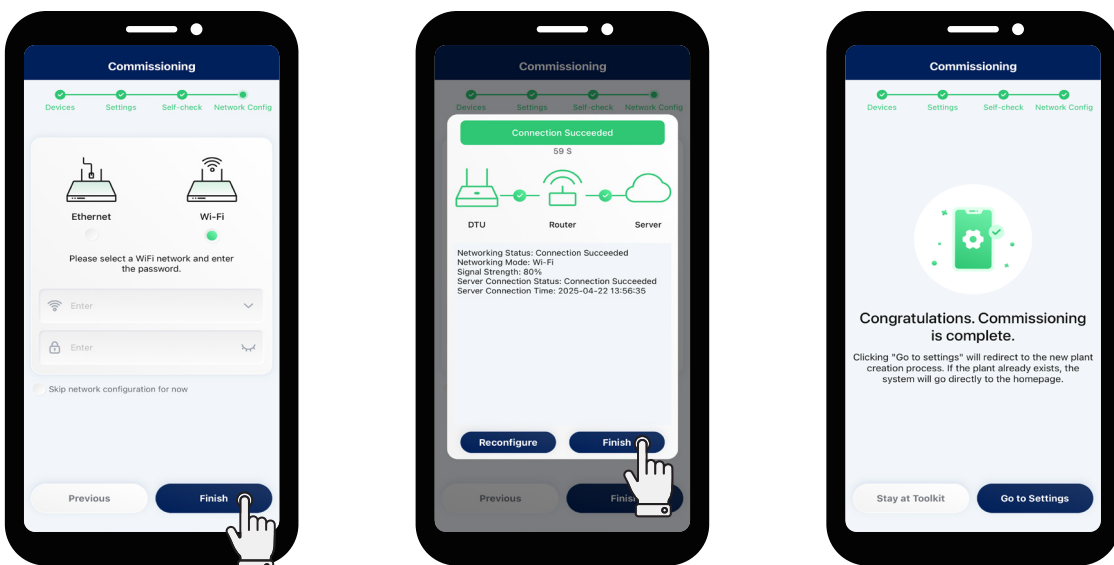 Commissioning
Devices Settings Self-check Network Config
Ethernet Wi-Fi
Please select a WiFi network and enter
the password.
Enter
Enter
Skip network configuration for now
Previous Finish
Commissioning
Devices Settings Self-check Network Config
Connection Succeeded
59 S
DTU Router Server
Networking Status: Connection Succeeded
Networking Mode: Wi-Fi
Signal Strength: 80%
Server Connection Status: Connection Succeeded
Server Connection Time: 2025-04-22 13:56:35
Reconfigure Finish
Previous Finish
Commissioning
Devices Settings Self-check Network Config
Congratulations. Commissioning
is complete.
Clicking "Go to settings" will redirect to the new plant
creation process. If the plant already exists, the
system will go directly to the homepage.
Stay at Toolkit Go to Settings